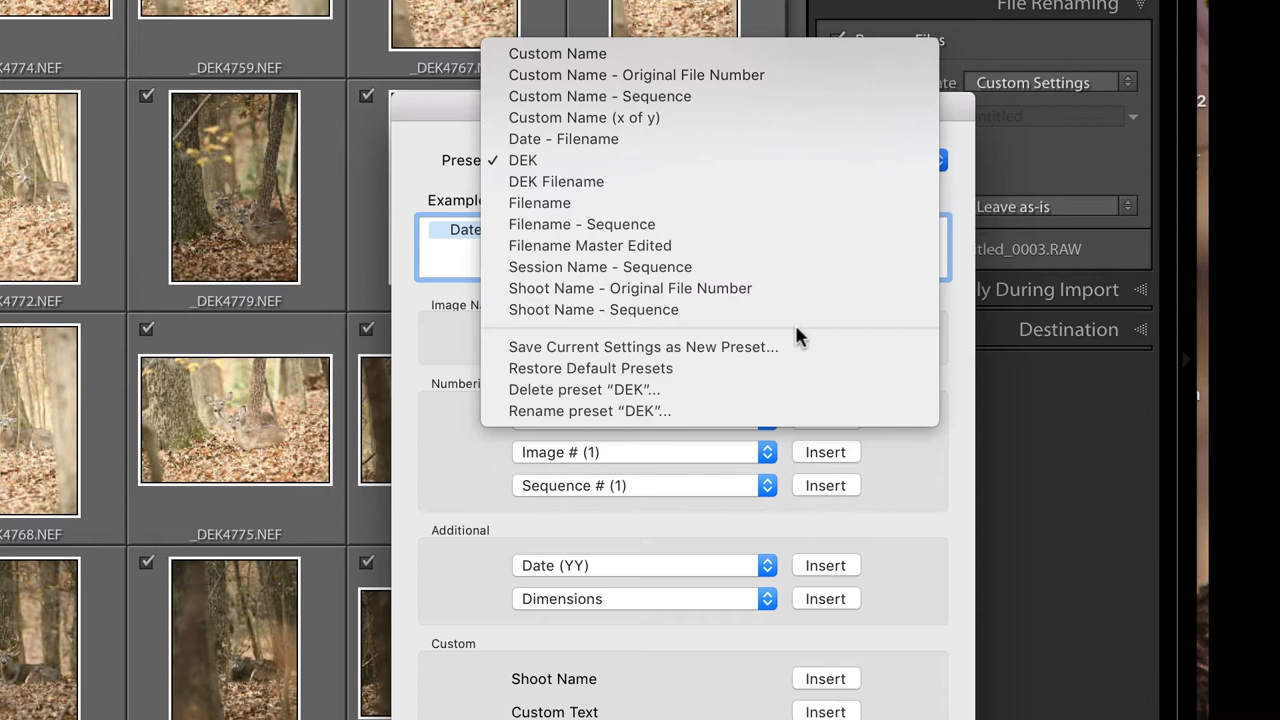 File Renaming
Custom Name
Custom Name - Original File Number
Custom Name - Sequence
Custom Name (x of y)
Date - Filename
✓ DEK
DEK Filename
Filename
Filename - Sequence
Filename Master Edited
Session Name - Sequence
Shoot Name - Original File Number
Shoot Name - Sequence
Save Current Settings as New Preset...
Restore Default Presets
Delete preset “DEK”...
Rename preset “DEK”...
K4774.NEF
_DEK4759.NEF
_DEK4767
Custom Settings
ntitled
Prese
Example
Date
Leave as-is
tled_0003.RAW
ly During Import
Destination
K4772.NEF
_DEK4779.NEF
Image Na
Numberi
Image # (1)
Insert
Sequence # (1)
Insert
K4768.NEF
_DEK4775.NEF
Additional
Date (YY)
Insert
Dimensions
Insert
Custom
Shoot Name
Insert
Custom Text
Insert